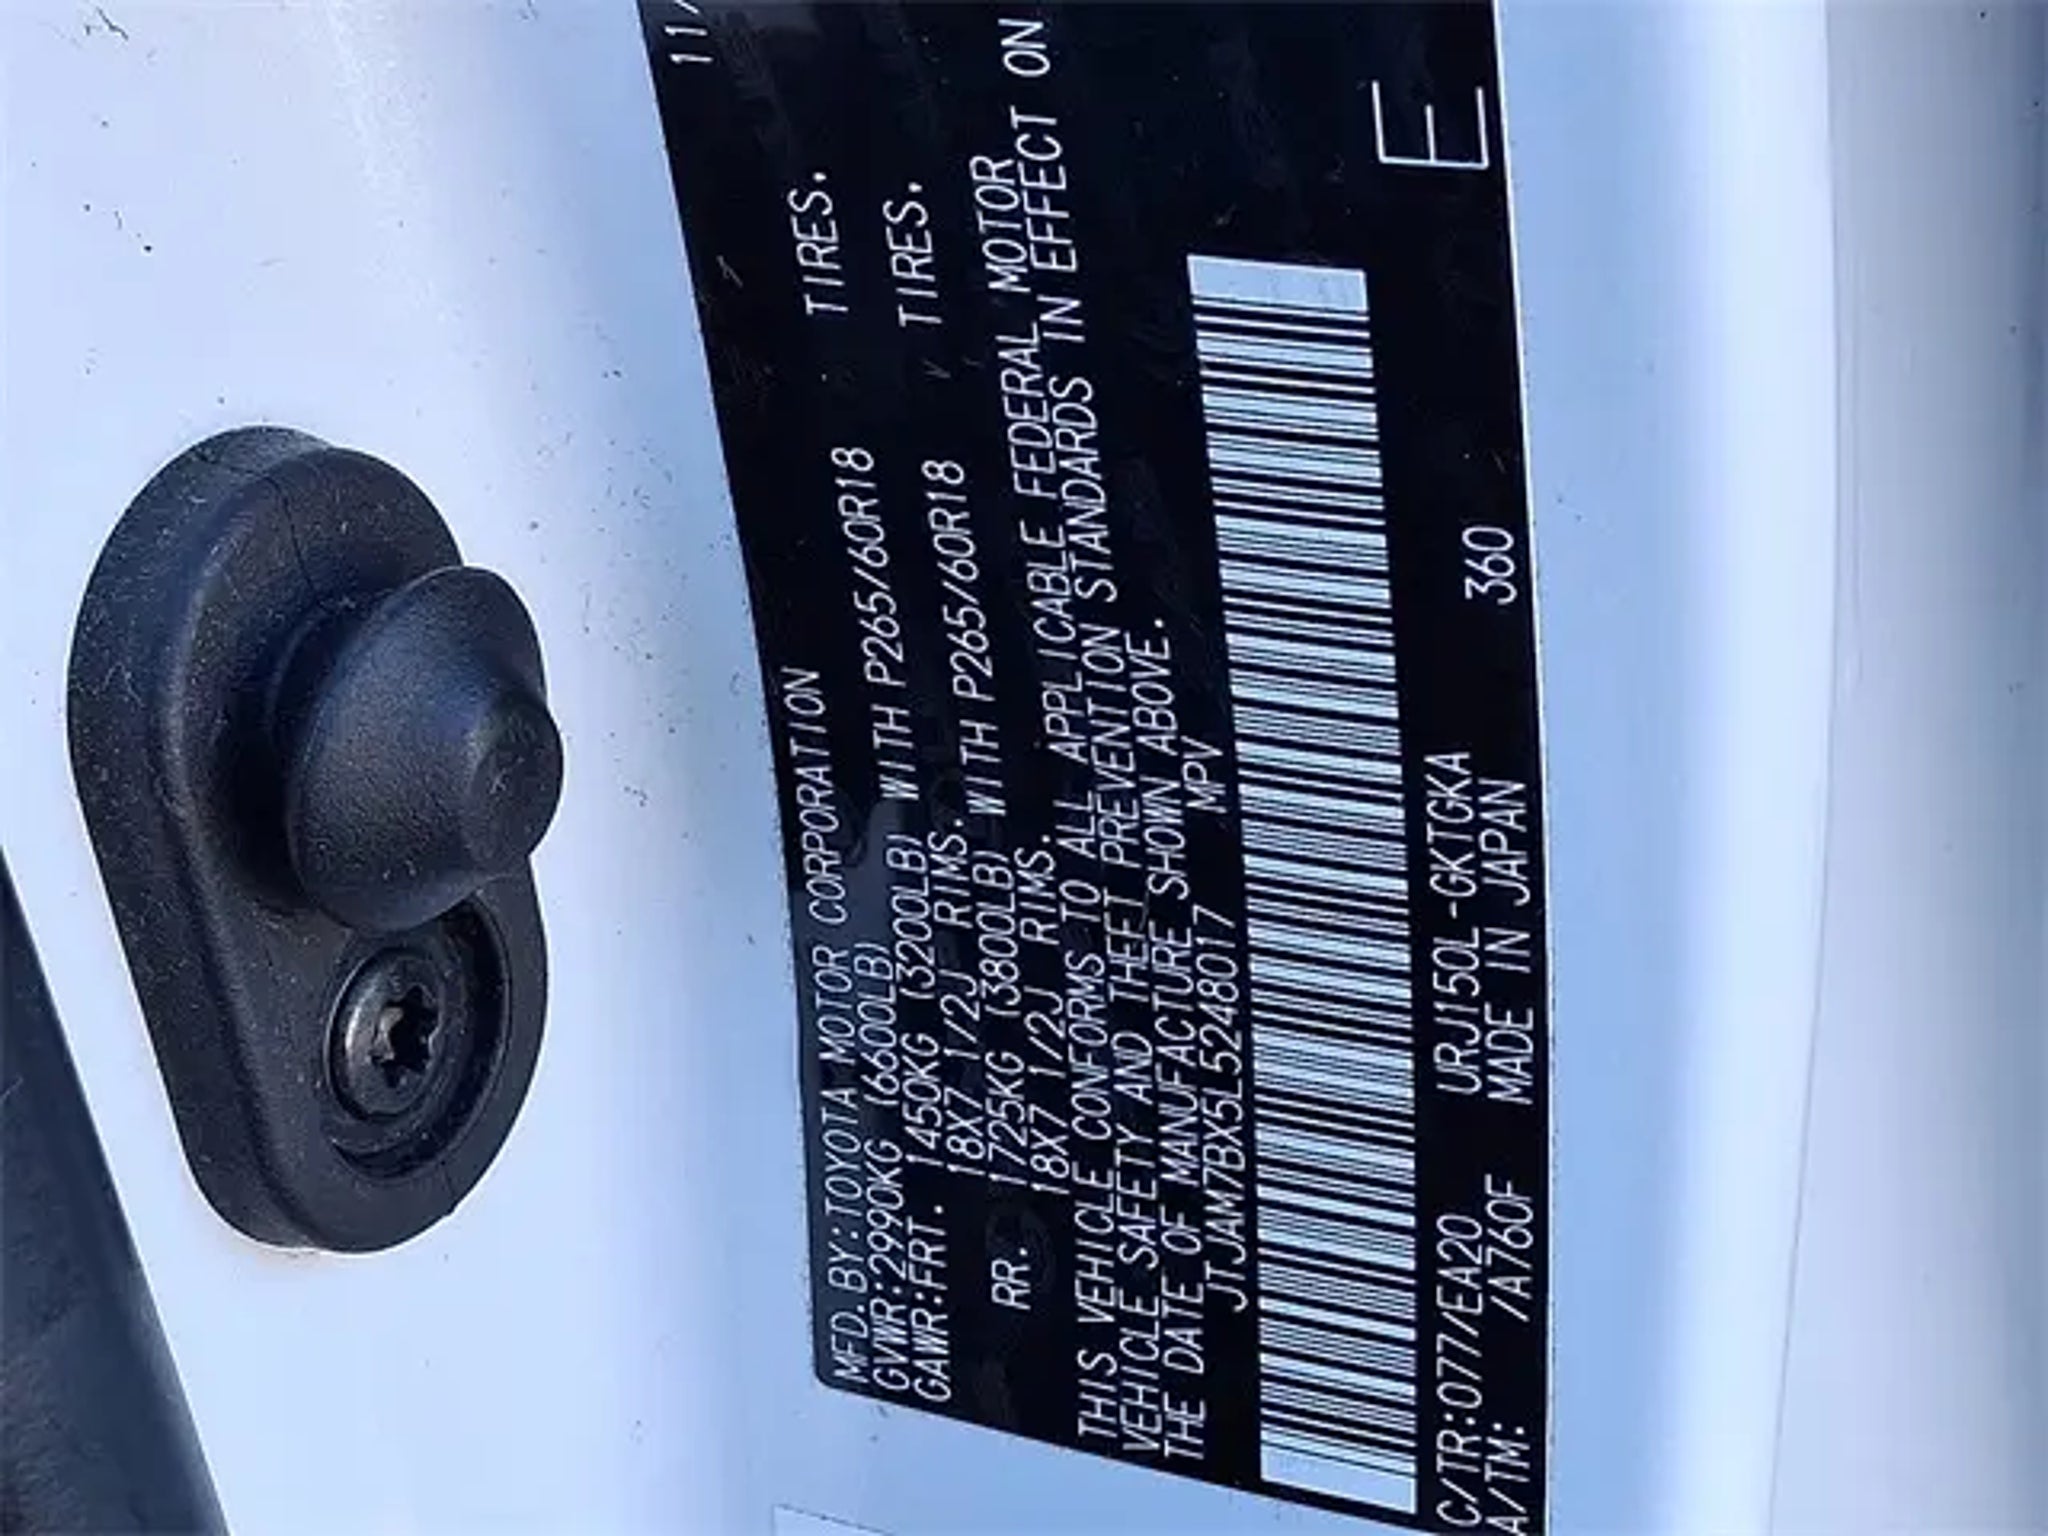 MFD.BY:TOYOTA MOTOR CORPORATION 11/
GVWR:2990KG (6600LB)
GAWR:FRT. 1450KG (3200LB) WITH P265/60R18 TIRES.
18X7 1/2J RIMS.
RR. 1725KG (3800LB) WITH P265/60R18 TIRES.
18X7 1/2J RIMS.
THIS VEHICLE CONFORMS TO ALL APPLICABLE FEDERAL MOTOR
VEHICLE SAFETY AND THEFT PREVENTION STANDARDS IN EFFECT ON
THE DATE OF MANUFACTURE SHOWN ABOVE.
JTJAM7BX5L5248017 MPV
C/TR:077/EA20 URJ150L-GKTGKA
A/TM: /A760F MADE IN JAPAN 360 E